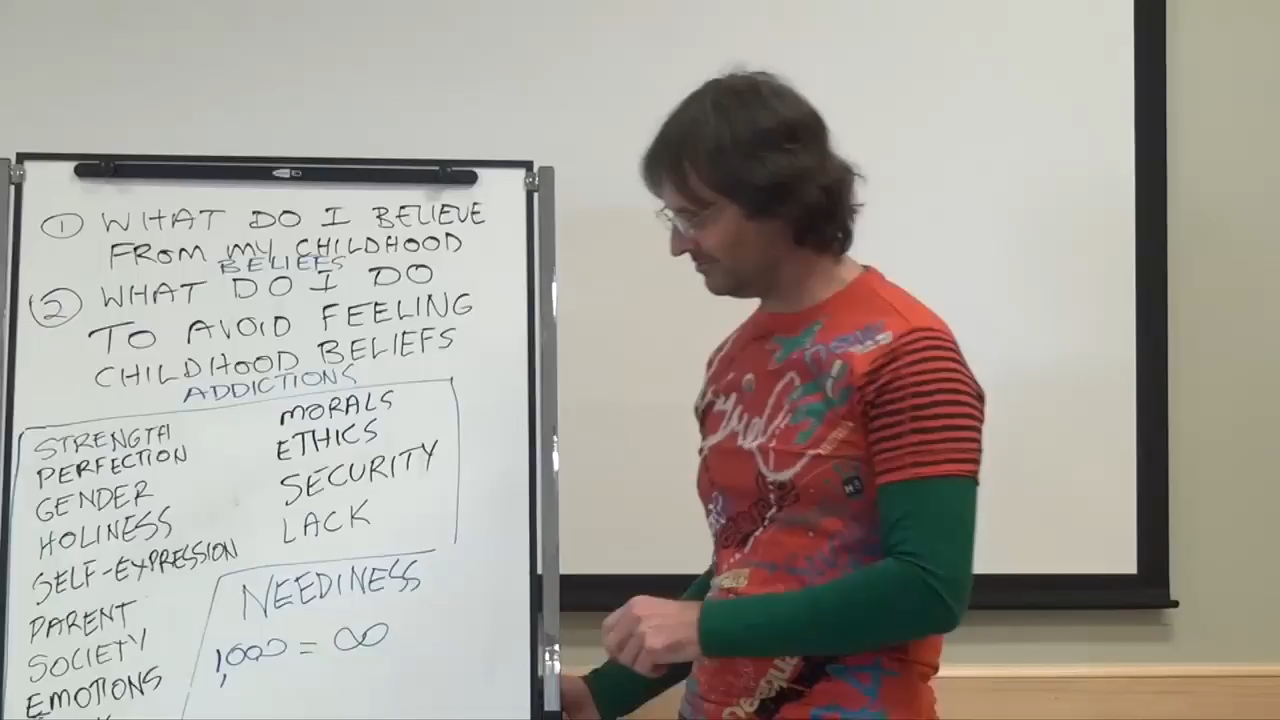 1 WHAT DO I BELIEVE
FROM MY CHILDHOOD
BELIEFS
2 WHAT DO I DO
TO AVOID FEELING
CHILDHOOD BELIEFS
ADDICTIONS
STRENGTH
PERFECTION
GENDER
HOLINESS
SELF-EXPRESSION
PARENT
SOCIETY
EMOTIONS
MORALS
ETHICS
SECURITY
LACK
NEEDINESS
1,000 = ∞